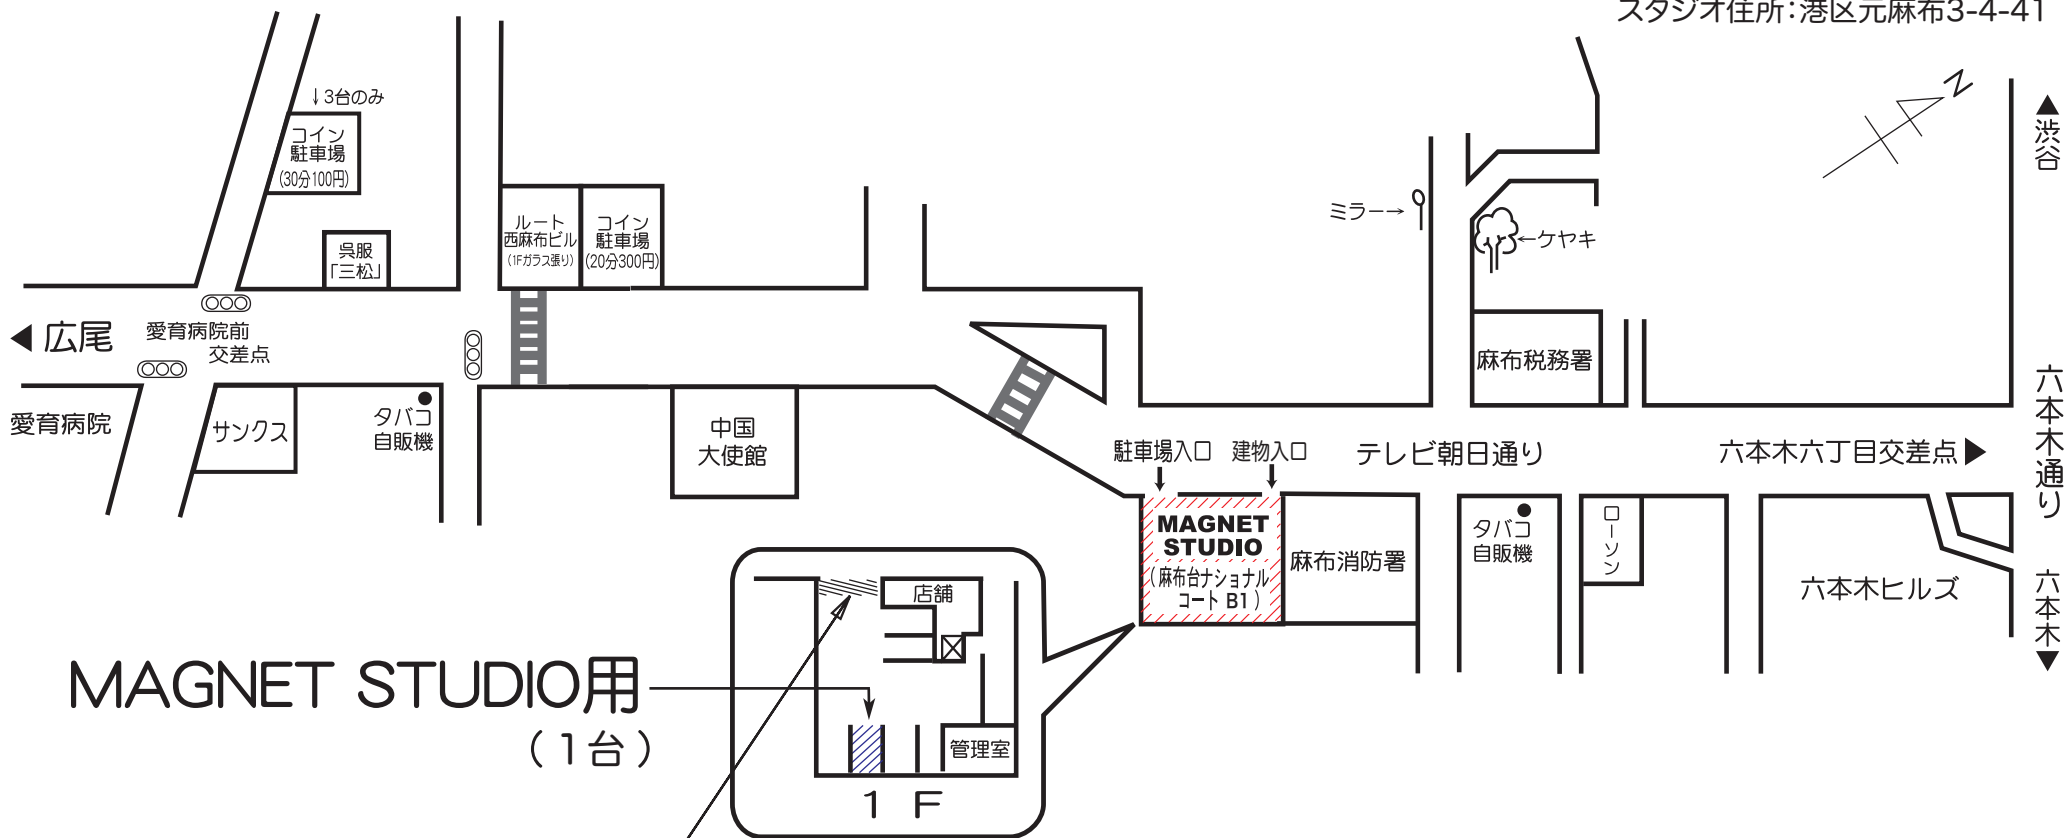 スタジオ住所：港区元麻布3-4-41
N
▲渋谷
↓3台のみ
コイン
駐車場
(30分100円)
呉服
「三松」
ルート
西麻布ビル
(1Fガラス張り)
コイン
駐車場
(20分300円)
ミラー→
←ケヤキ
麻布税務署
◀広尾
愛育病院前
交差点
愛育病院
サンクス
タバコ
自販機
中国
大使館
駐車場入口
建物入口
テレビ朝日通り
六本木六丁目交差点▶
六本木通り
MAGNET
STUDIO
(麻布台ナショナル
コート B1)
麻布消防署
タバコ
自販機
ローソン
六本木ヒルズ
六本木▼
店舗
MAGNET STUDIO用
(1台)
管理室
1 F